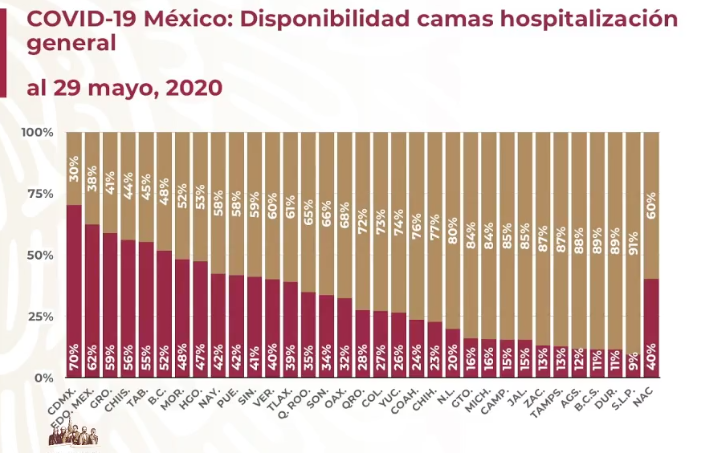 COVID-19 México: Disponibilidad camas hospitalización
general
al 29 mayo, 2020
100%
75%
50%
25%
0%
30% 38% 41% 44% 45% 48% 52% 53% 58% 58% 59% 60% 61% 65% 66% 68% 72% 73% 74% 76% 77% 80% 84% 84% 85% 85% 87% 87% 88% 89% 89% 91% 60%
70% 62% 59% 56% 55% 52% 48% 47% 42% 42% 41% 40% 39% 35% 34% 32% 28% 27% 26% 24% 23% 20% 16% 16% 15% 15% 13% 13% 12% 11% 11% 9% 40%
CDMX. EDO. MEX. GRO. CHIIS. TAB. B.C. MOR. HGO. NAY. PUE. SIN. VER. TLAX. Q. ROO. SON. OAX. QRO. COL. YUC. COAH. CHIH. N.L. GTO. MICH. CAMP. JAL. ZAC. TAMPS. AGS. B.C.S. DUR. S.L.P. NAC